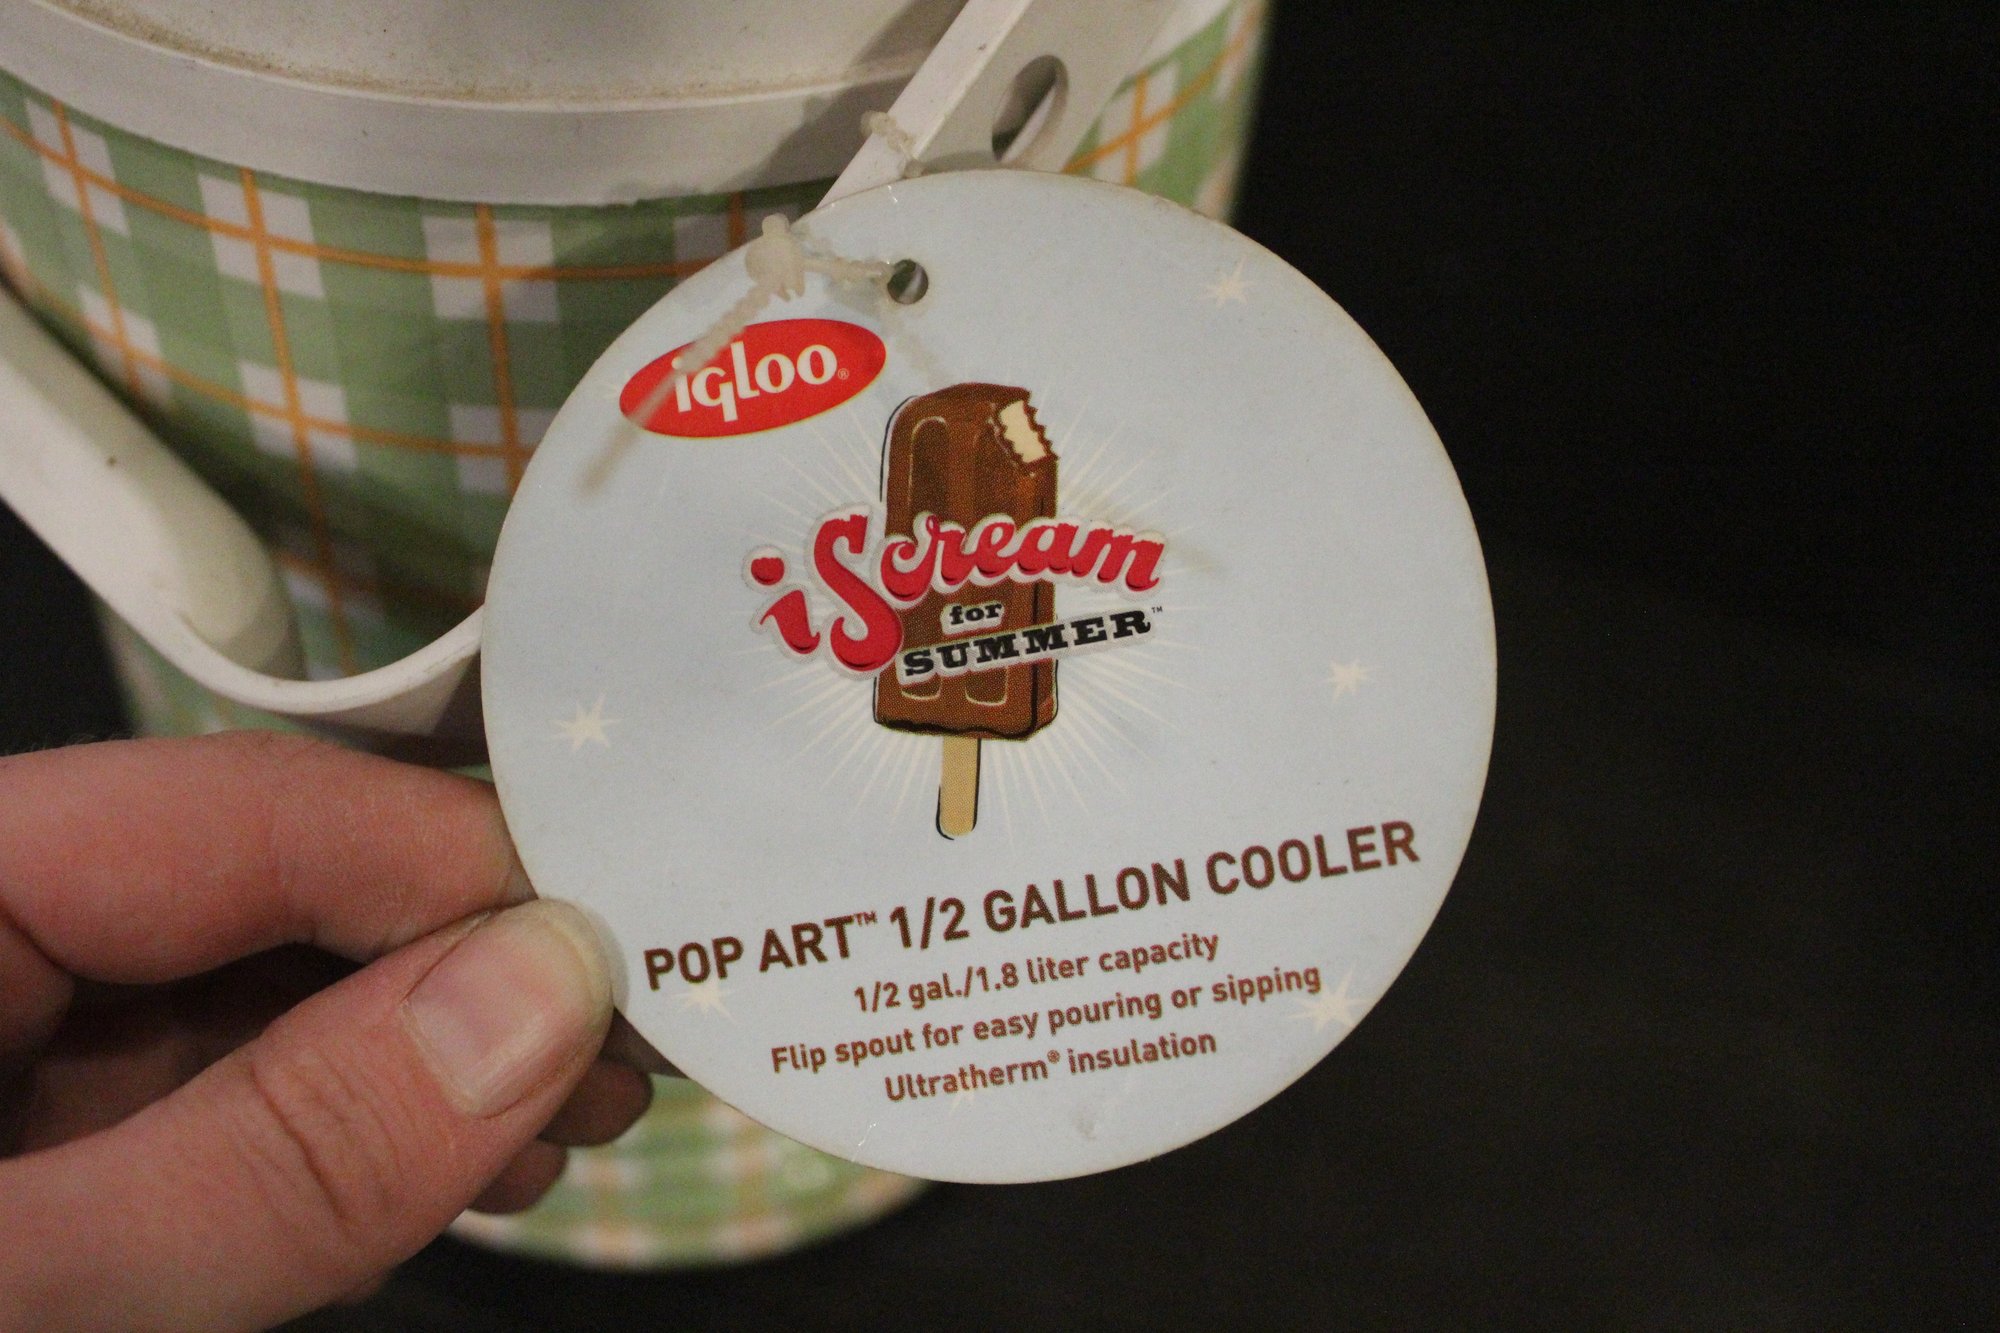 igloo®
iScream
for
SUMMER™
POP ART™ 1/2 GALLON COOLER
1/2 gal./1.8 liter capacity
Flip spout for easy pouring or sipping
Ultratherm® insulation